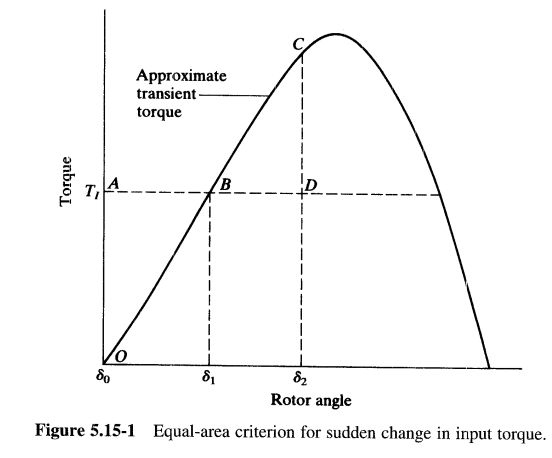 C
Approximate
transient
torque
Torque
T_I
A
B
D
O
δ₀
δ₁
δ₂
Rotor angle
Figure 5.15-1 Equal-area criterion for sudden change in input torque.